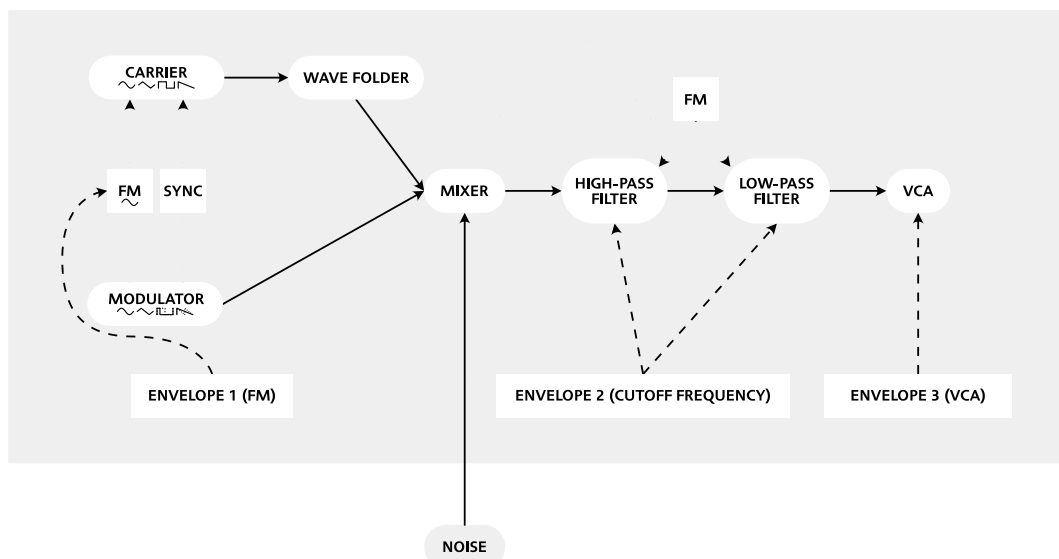 CARRIER
WAVE FOLDER
FM
FM
SYNC
MIXER
HIGH-PASS
FILTER
LOW-PASS
FILTER
VCA
MODULATOR
ENVELOPE 1 (FM)
ENVELOPE 2 (CUTOFF FREQUENCY)
ENVELOPE 3 (VCA)
NOISE